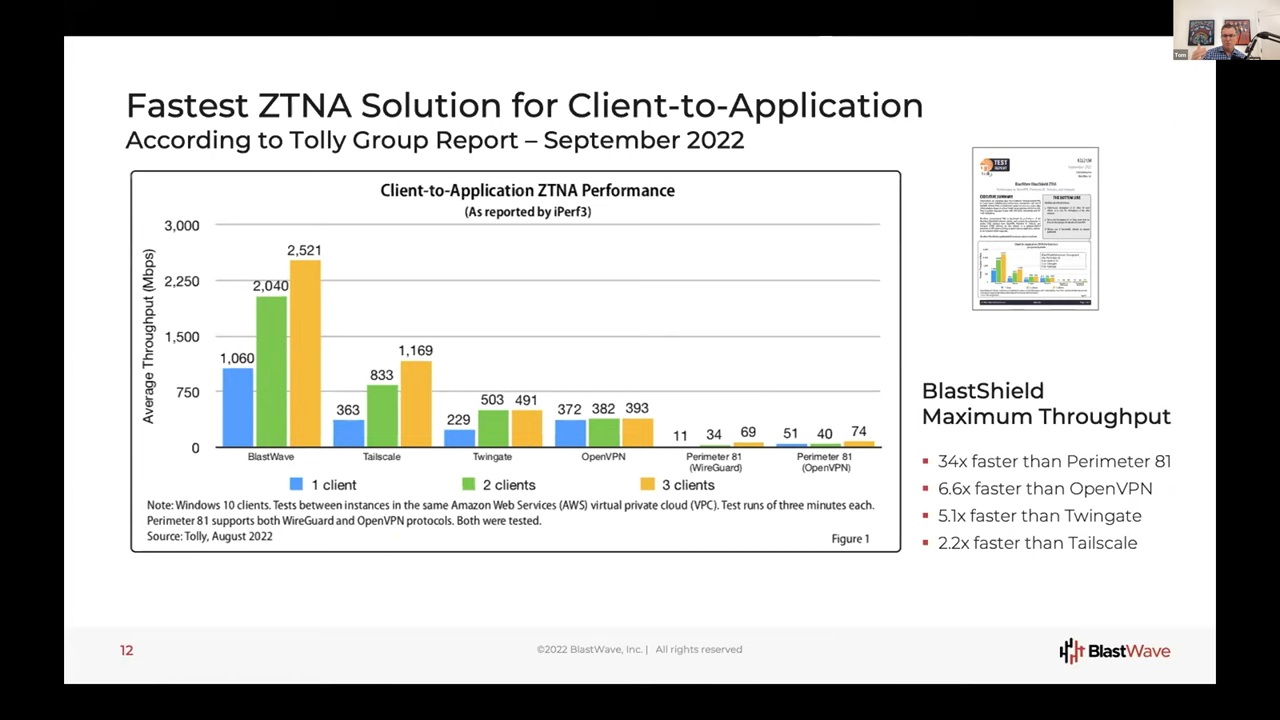 Tom
Fastest ZTNA Solution for Client-to-Application
According to Tolly Group Report – September 2022
Client-to-Application ZTNA Performance
(As reported by iPerf3)
Average Throughput (Mbps)
3,000
2,250
1,500
750
0
1,060
2,040
2,521
363
833
1,169
229
503
491
372
382
393
11
34
69
51
40
74
BlastWave
Tailscale
Twingate
OpenVPN
Perimeter 81
(WireGuard)
Perimeter 81
(OpenVPN)
1 client
2 clients
3 clients
Note: Windows 10 clients. Tests between instances in the same Amazon Web Services (AWS) virtual private cloud (VPC). Test runs of three minutes each.
Perimeter 81 supports both WireGuard and OpenVPN protocols. Both were tested.
Source: Tolly, August 2022
Figure 1
TEST
EXECUTIVE SUMMARY
THE BOTTOM LINE
BlastShield
Maximum Throughput
34x faster than Perimeter 81
6.6x faster than OpenVPN
5.1x faster than Twingate
2.2x faster than Tailscale
12
©2022 BlastWave, Inc. | All rights reserved
BlastWave